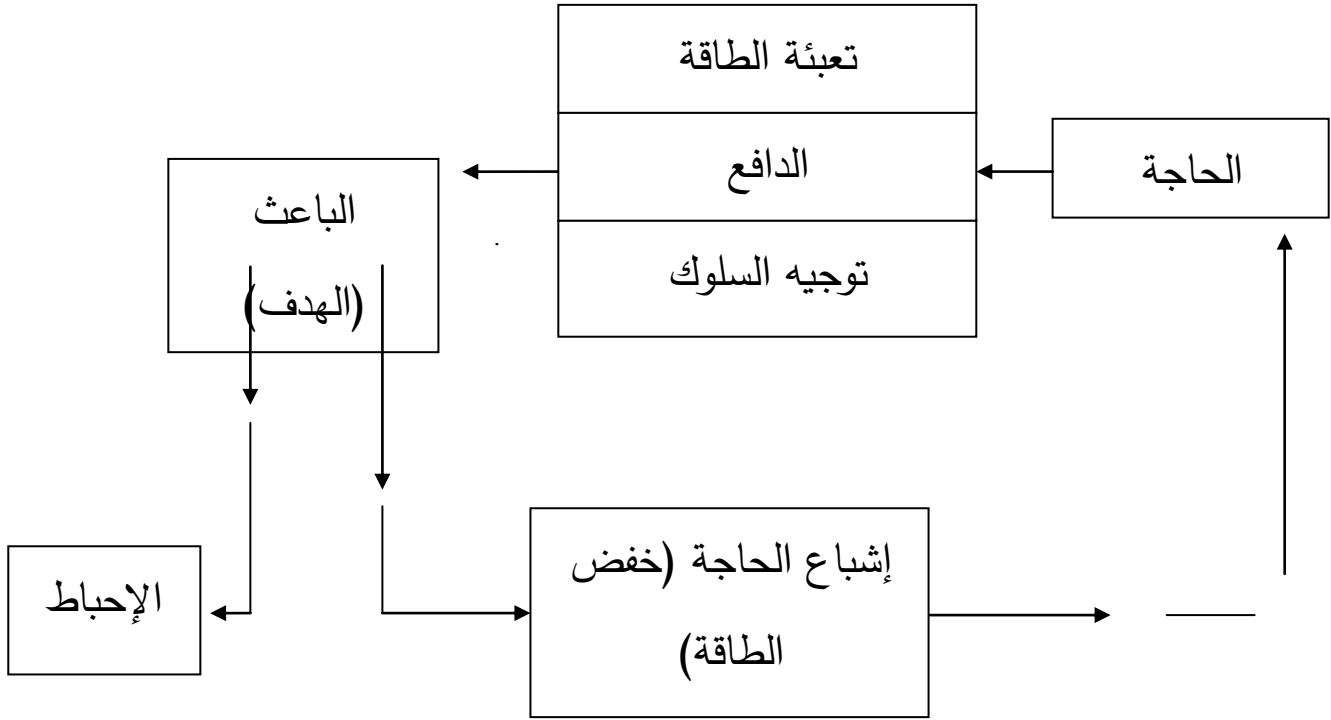 تعبئة الطاقة
الحاجة
الدافع
الباعث
(الهدف)
توجيه السلوك
إشباع الحاجة (خفض
الطاقة)
الإحباط